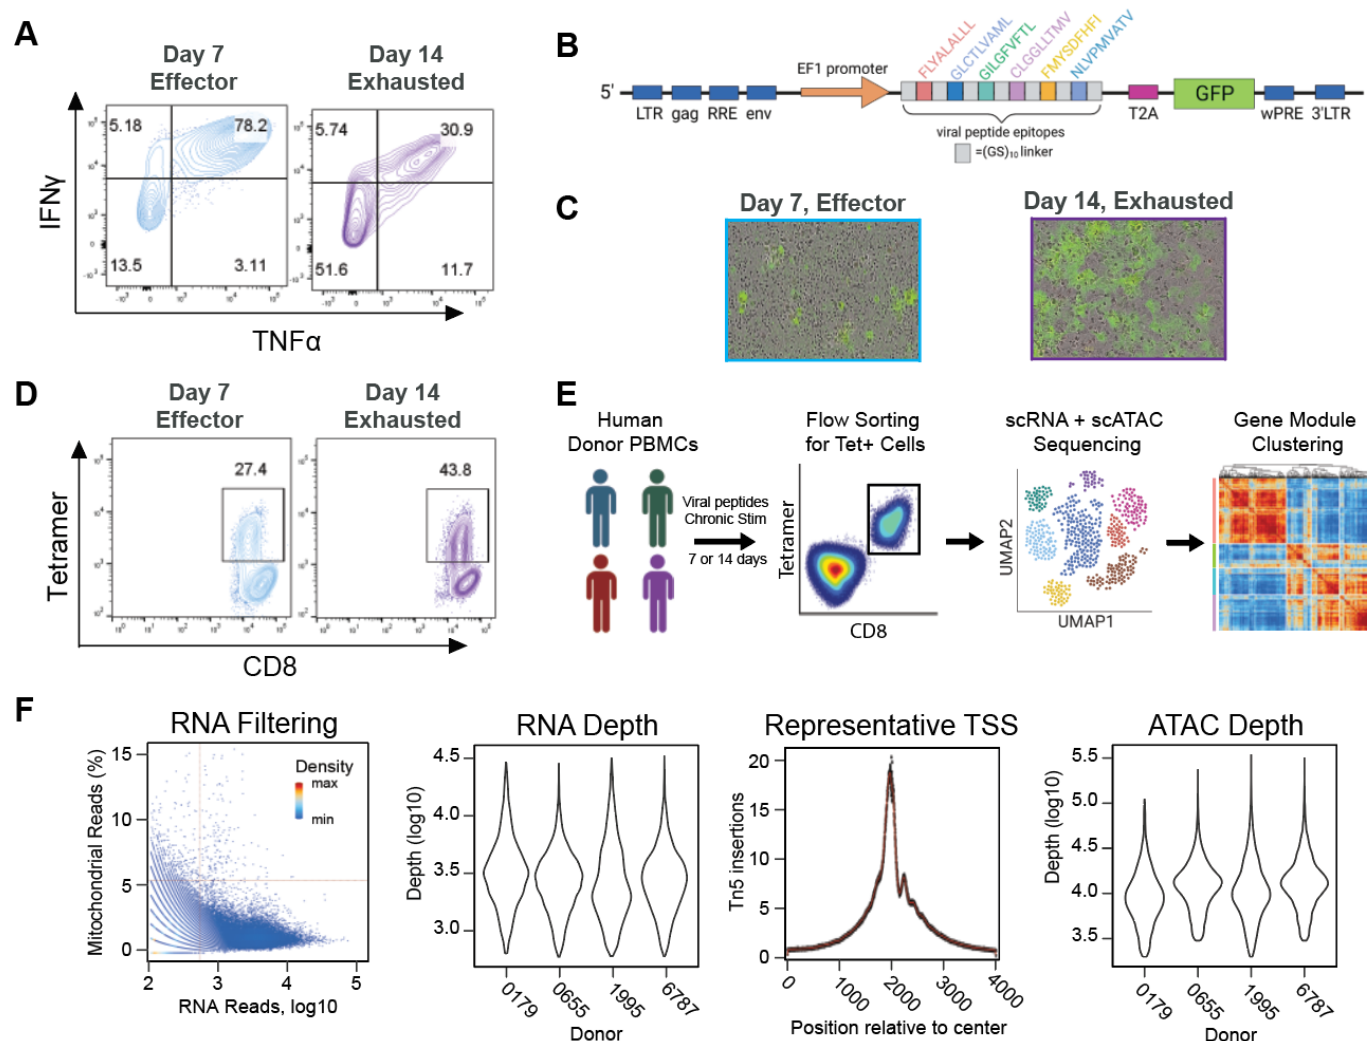 A
Day 7
Effector
Day 14
Exhausted
5.18
78.2
13.5
3.11
5.74
30.9
51.6
11.7
IFNγ
TNFα
B
FLYALALLL
GLCTLVAML
GILGFVFTL
CLGGLLTMV
FMYSDFHFI
NLVPMVATV
EF1 promoter
5'
LTR gag RRE env
T2A
GFP
wPRE 3'LTR
viral peptide epitopes
=(GS)10 linker
C
Day 7, Effector
Day 14, Exhausted
D
Day 7
Effector
Day 14
Exhausted
27.4
43.8
Tetramer
CD8
E
Human
Donor PBMCs
Viral peptides
Chronic Stim
7 or 14 days
Flow Sorting
for Tet+ Cells
Tetramer
CD8
scRNA + scATAC
Sequencing
UMAP2
UMAP1
Gene Module
Clustering
F
RNA Filtering
Mitochondrial Reads (%)
15
10
5
0
Density
max
min
2 3 4 5
RNA Reads, log10
RNA Depth
Depth (log10)
4.5
4.0
3.5
3.0
0179 0655 1995 6787
Donor
Representative TSS
Tn5 insertions
20
15
10
5
0
0 1000 2000 3000 4000
Position relative to center
ATAC Depth
Depth (log10)
5.5
5.0
4.0
3.5
0179 0655 1995 6787
Donor